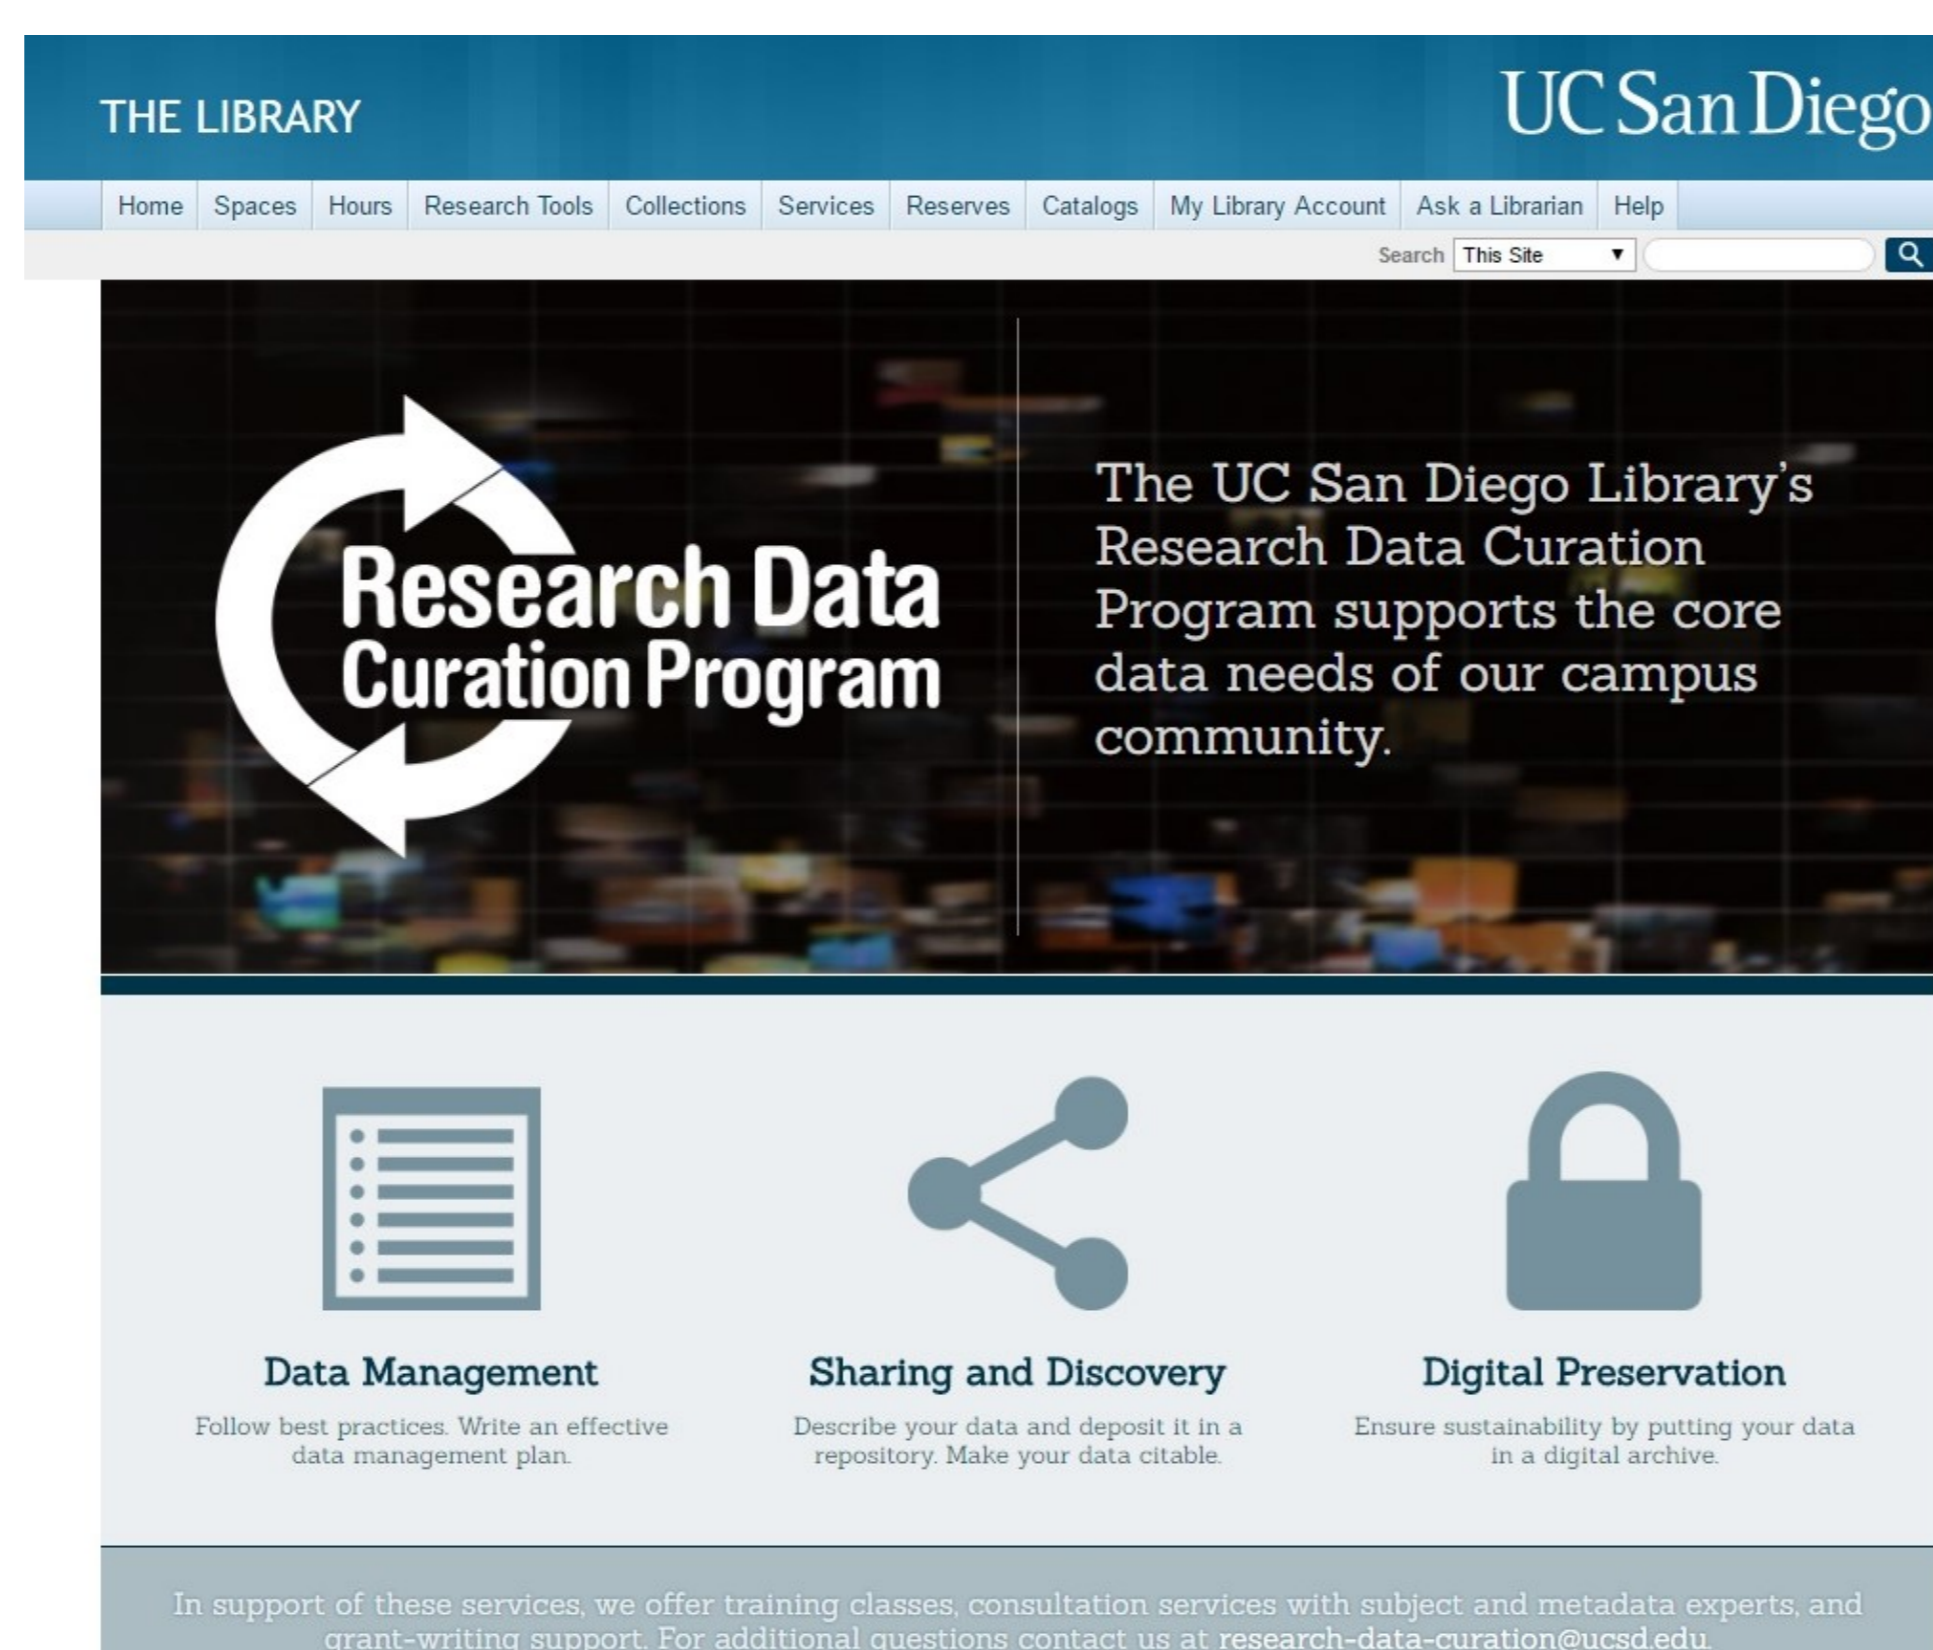 THE LIBRARY
UC San Diego
Home Spaces Hours Research Tools Collections Services Reserves Catalogs My Library Account Ask a Librarian Help
Search This Site
Research Data
Curation Program
The UC San Diego Library's
Research Data Curation
Program supports the core
data needs of our campus
community.
Data Management
Follow best practices. Write an effective
data management plan.
Sharing and Discovery
Describe your data and deposit it in a
repository. Make your data citable.
Digital Preservation
Ensure sustainability by putting your data
in a digital archive.
In support of these services, we offer training classes, consultation services with subject and metadata experts, and
grant-writing support. For additional questions contact us at research-data-curation@ucsd.edu.